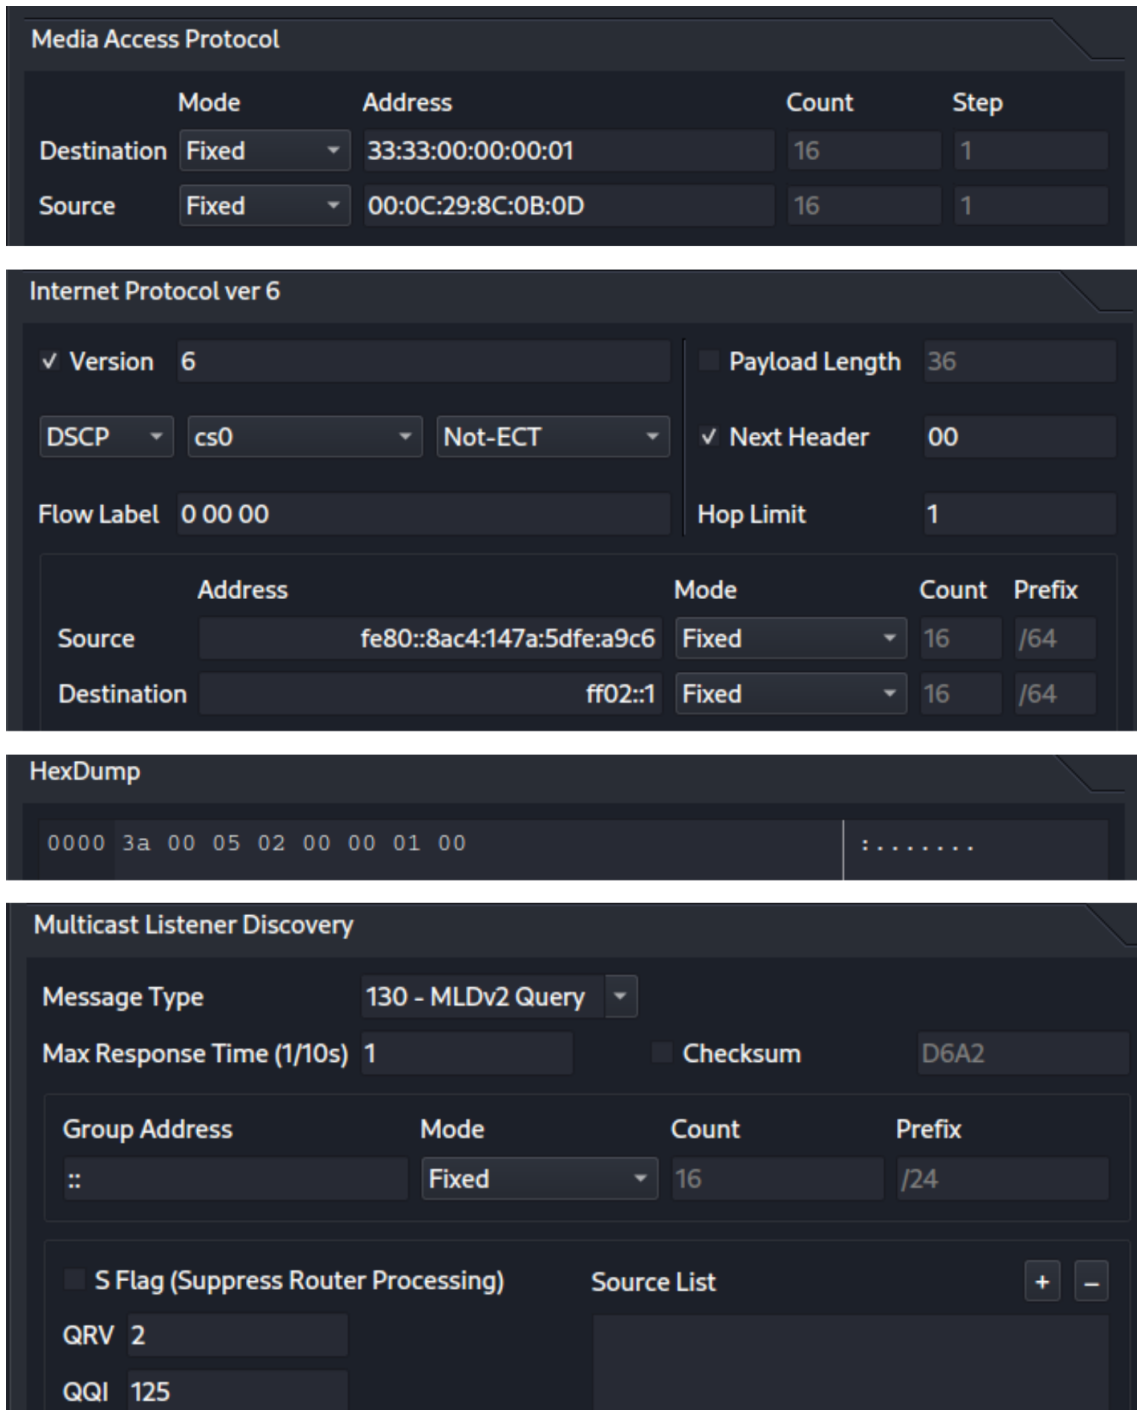 Media Access Protocol
Mode Address Count Step
Destination Fixed 33:33:00:00:00:01 16 1
Source Fixed 00:0C:29:8C:0B:0D 16 1
Internet Protocol ver 6
Version 6 Payload Length 36
DSCP cs0 Not-ECT Next Header 00
Flow Label 0 00 00 Hop Limit 1
Address Mode Count Prefix
Source fe80::8ac4:147a:5dfe:a9c6 Fixed 16 /64
Destination ff02::1 Fixed 16 /64
HexDump
0000 3a 00 05 02 00 00 01 00 :.......
Multicast Listener Discovery
Message Type 130 - MLDv2 Query
Max Response Time (1/10s) 1 Checksum D6A2
Group Address Mode Count Prefix
:: Fixed 16 /24
S Flag (Suppress Router Processing) Source List + –
QRV 2
QQI 125